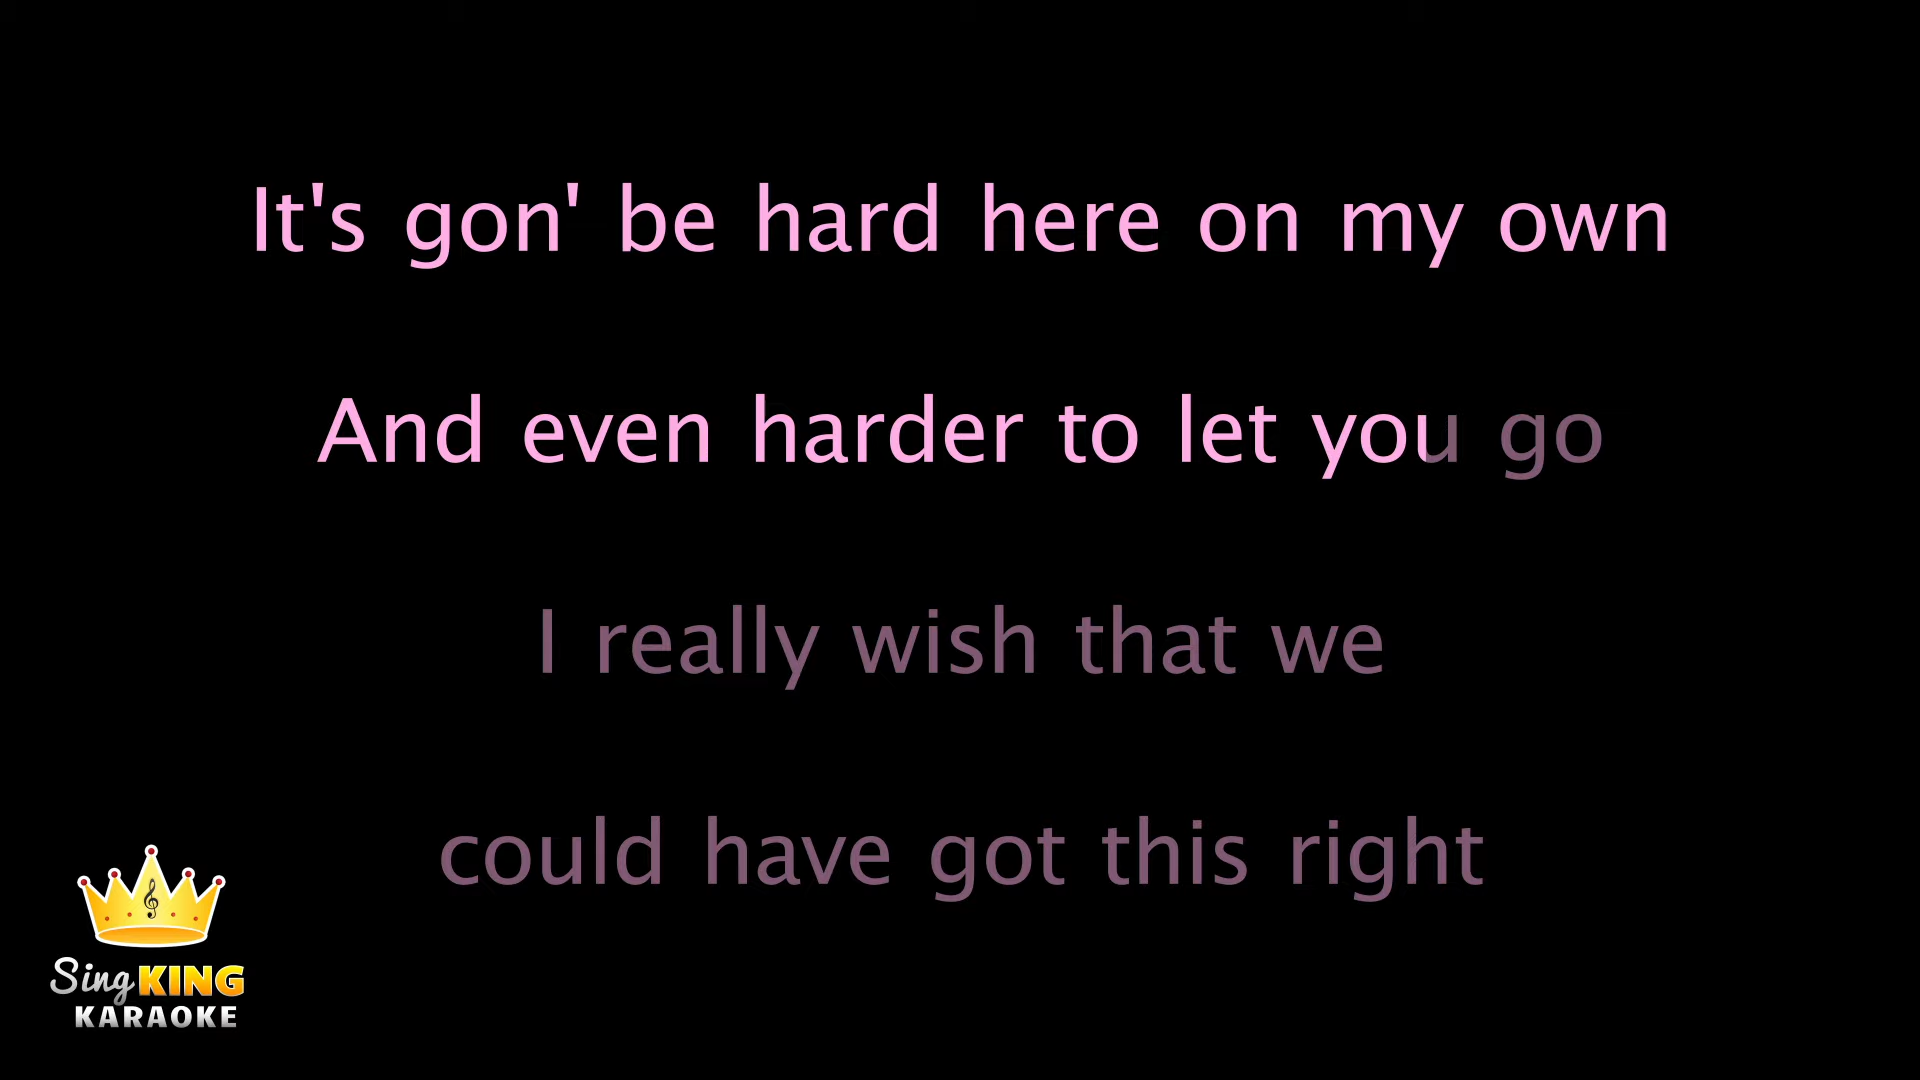 It's gon' be hard here on my own
And even harder to let you go
I really wish that we
could have got this right
Sing KING
KARAOKE